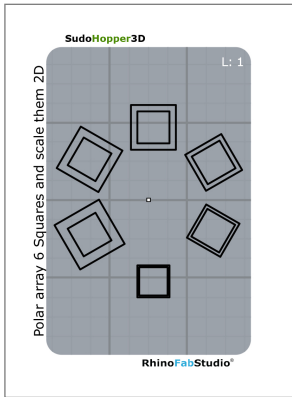 SudoHopper3D
L: 1
Polar array 6 Squares and scale them 2D
RhinoFabStudio®